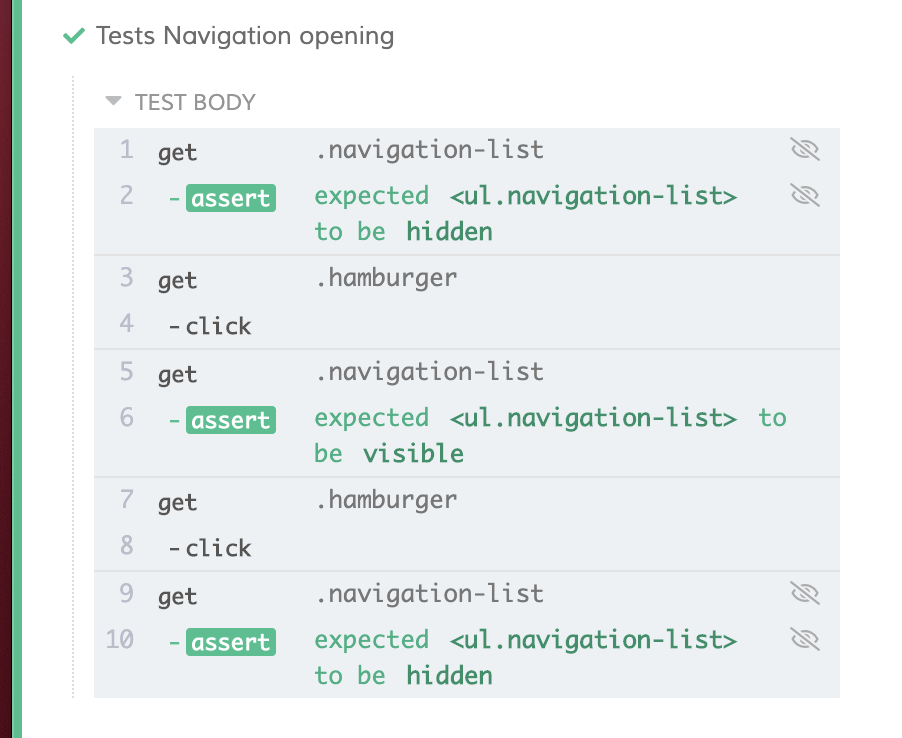 Tests Navigation opening
TEST BODY
1 get .navigation-list
2 -assert expected <ul.navigation-list>
to be hidden
3 get .hamburger
4 -click
5 get .navigation-list
6 -assert expected <ul.navigation-list> to
be visible
7 get .hamburger
8 -click
9 get .navigation-list
10 -assert expected <ul.navigation-list>
to be hidden